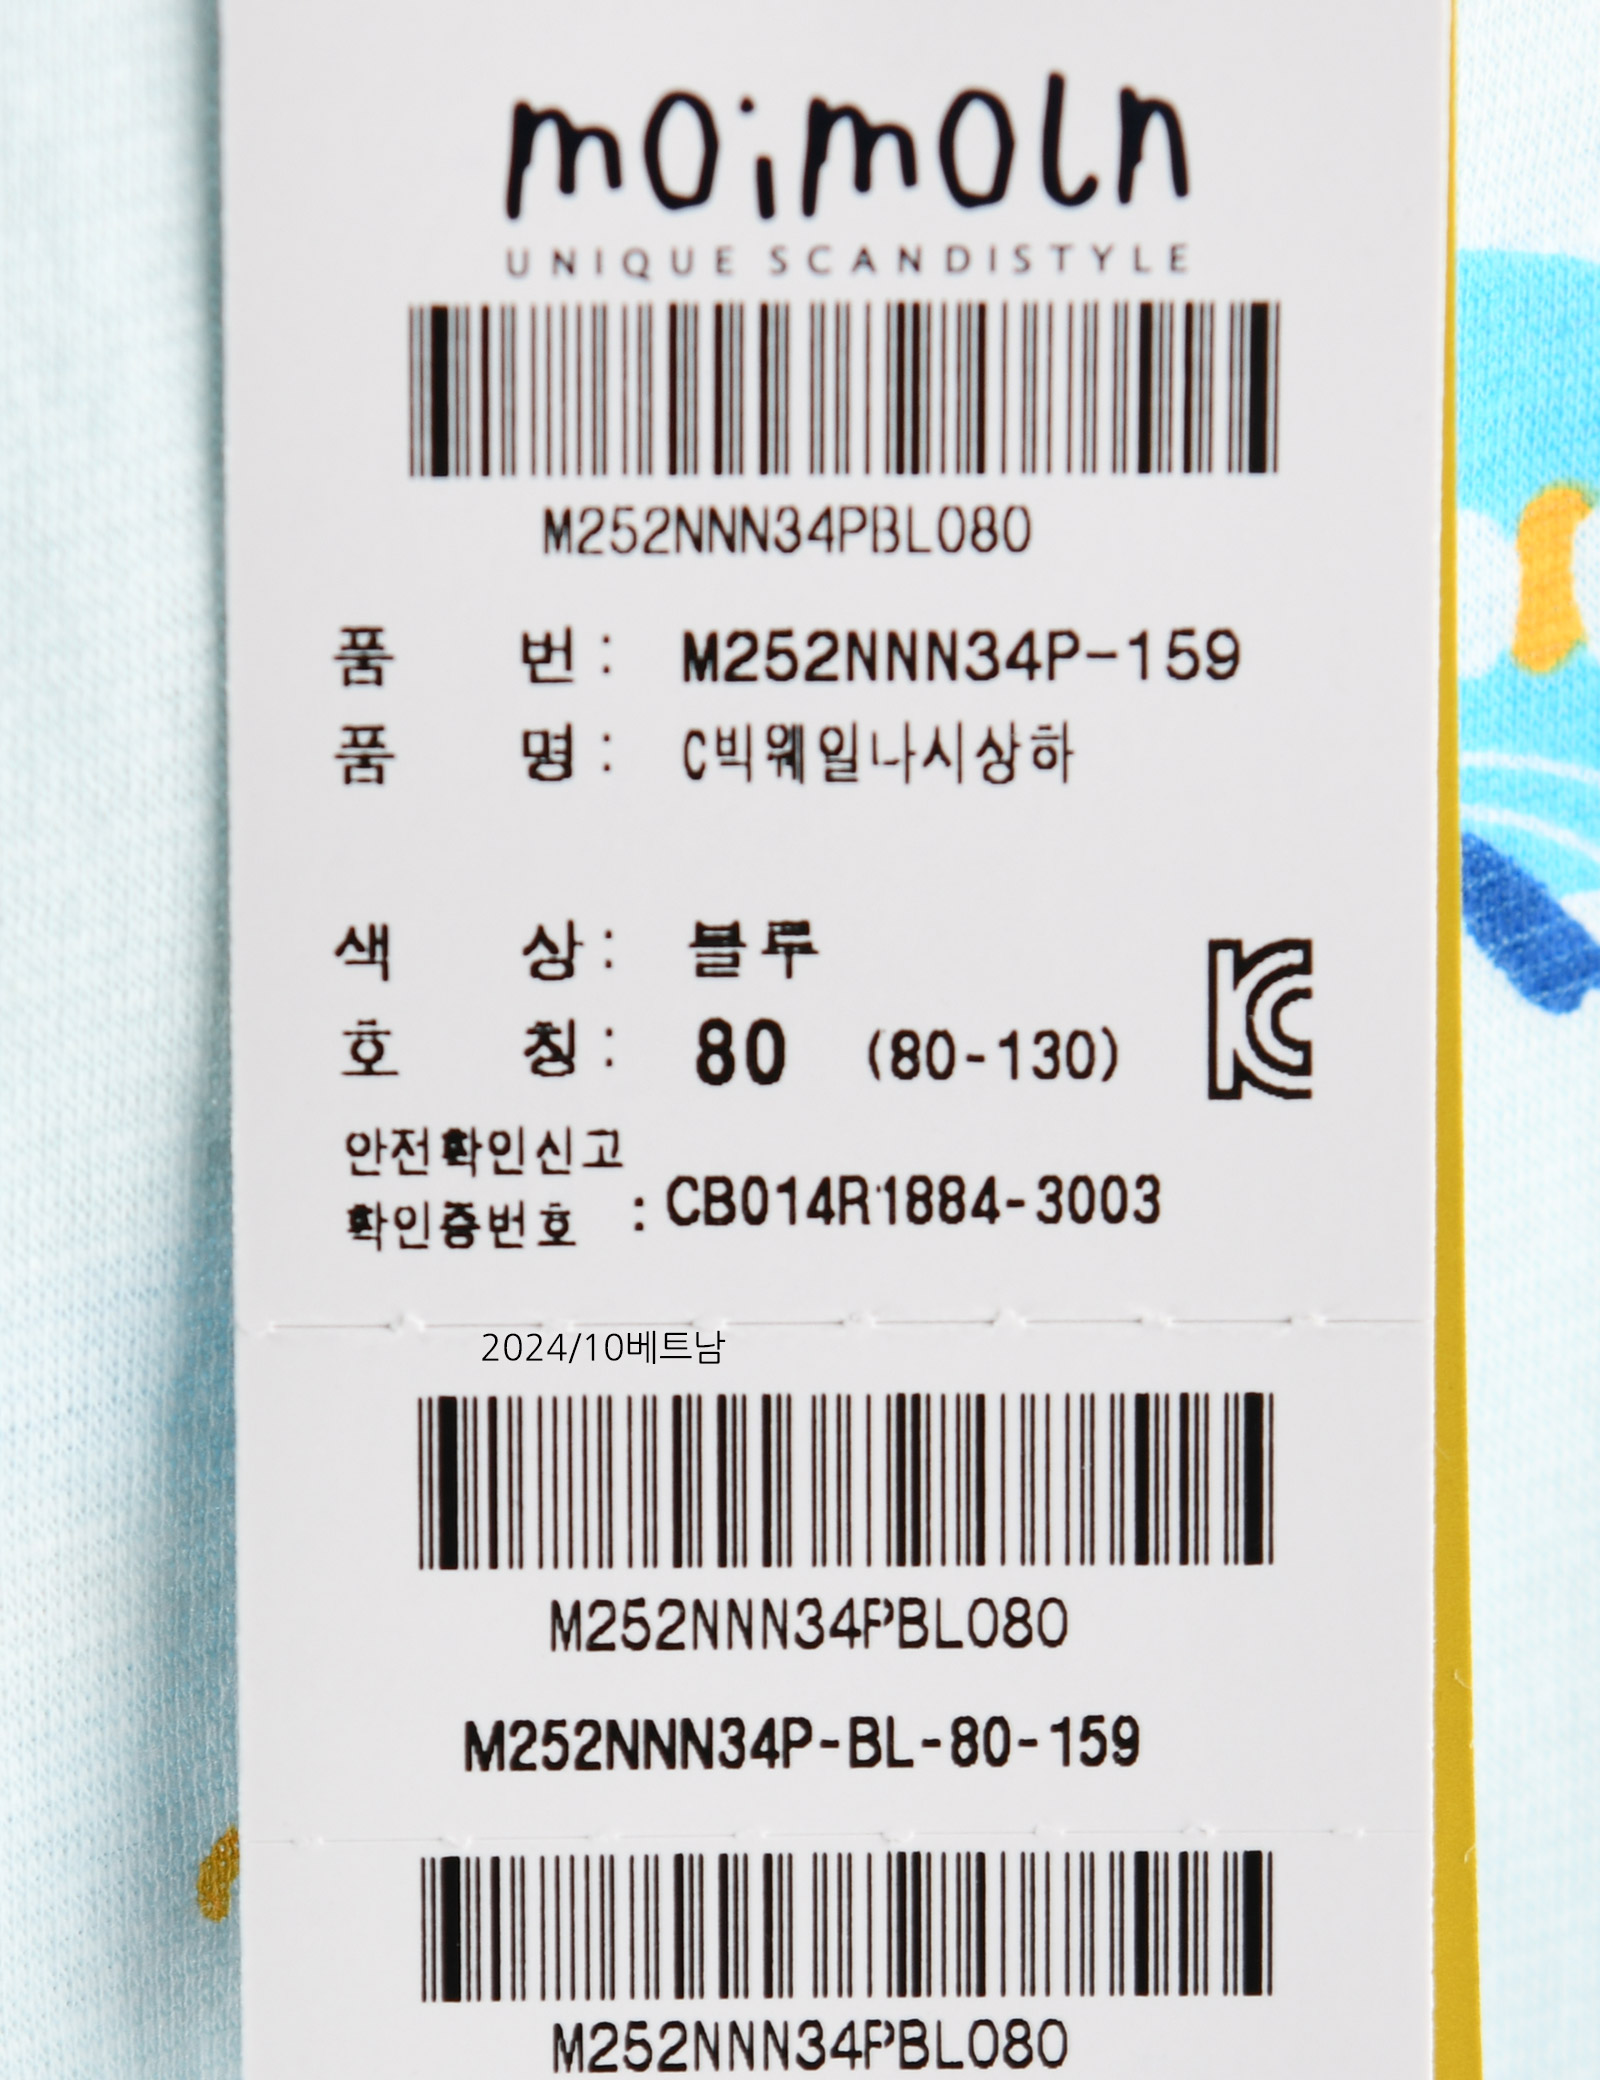 moimoln
UNIQUE SCANDISTYLE
M252NNN34PBL080
품 번 : M252NNN34P-159
품 명 : C빅웨일나시상하
색 상 : 블루
호 칭 : 80 (80-130)
안전확인신고
확인증번호 : CB014R1884-3003
2024/10베트남
M252NNN34PBL080
M252NNN34P-BL-80-159
M252NNN34PBL080